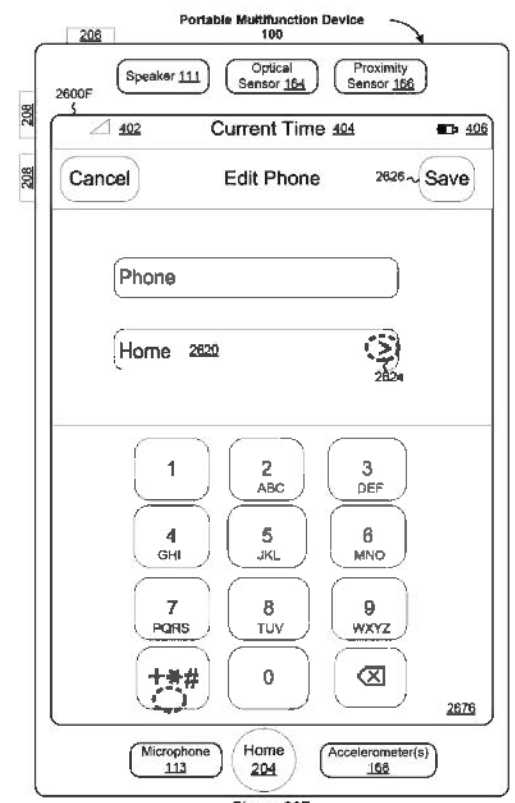 Portable Multifunction Device
100
206
Speaker 111
Optical
Sensor 164
Proximity
Sensor 166
2600F
208
402
Current Time 404
406
208
Cancel
Edit Phone
2626
Save
Phone
Home 2620
>
2624
1
2
ABC
3
DEF
4
GHI
5
JKL
6
MNO
7
PQRS
8
TUV
9
WXYZ
+*#
0
2676
Microphone
113
Home
204
Accelerometer(s)
168